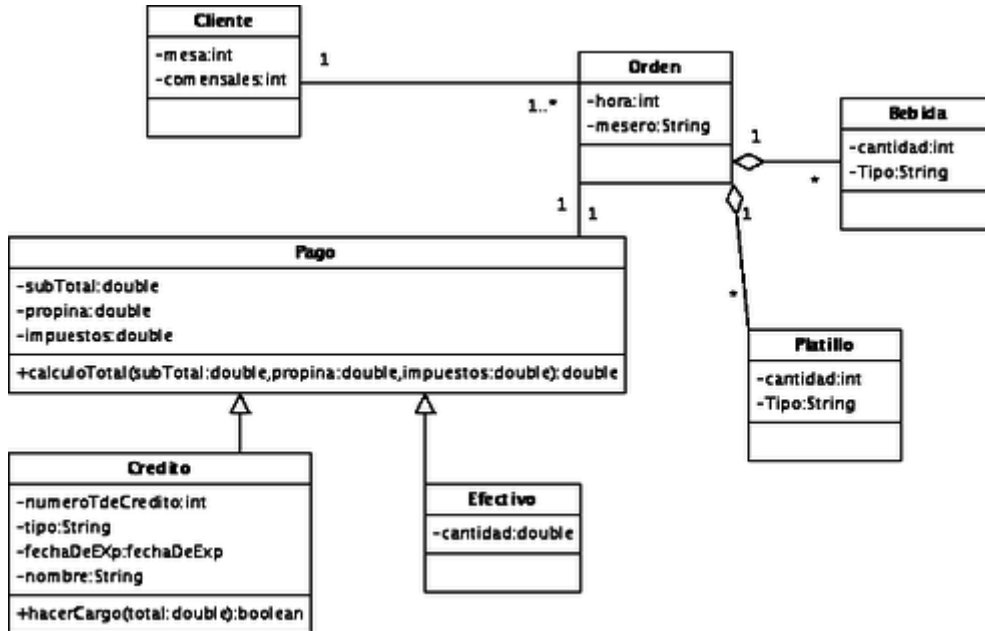 Cliente
-mesa:int
-comensales:int
1
1..*
Orden
-hora:int
-mesero:String
1
*
Bebida
-cantidad:int
-Tipo:String
1
1
1
*
Pago
-subTotal:double
-propina:double
-impuestos:double
+calculoTotal(subTotal:double,propina:double,impuestos:double):double
Platillo
-cantidad:int
-Tipo:String
Credito
-numeroTdeCredito:int
-tipo:String
-fechaDeEXp:fechaDeExp
-nombre:String
+hacerCargo(total:double):boolean
Efectivo
-cantidad:double